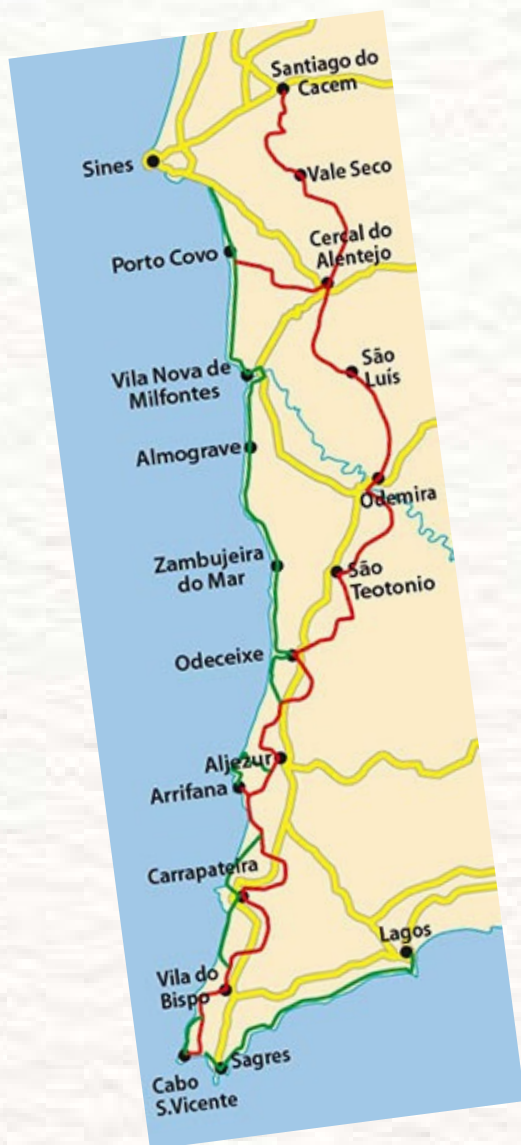 Santiago do
Cacem
Sines
Vale Seco
Cercal do
Alentejo
Porto Covo
São
Luís
Vila Nova de
Milfontes
Almograve
Odemira
Zambujeira
do Mar
São
Teotonio
Odeceixe
Aljezur
Arrifana
Carrapateira
Lagos
Vila do
Bispo
Sagres
Cabo
S.Vicente